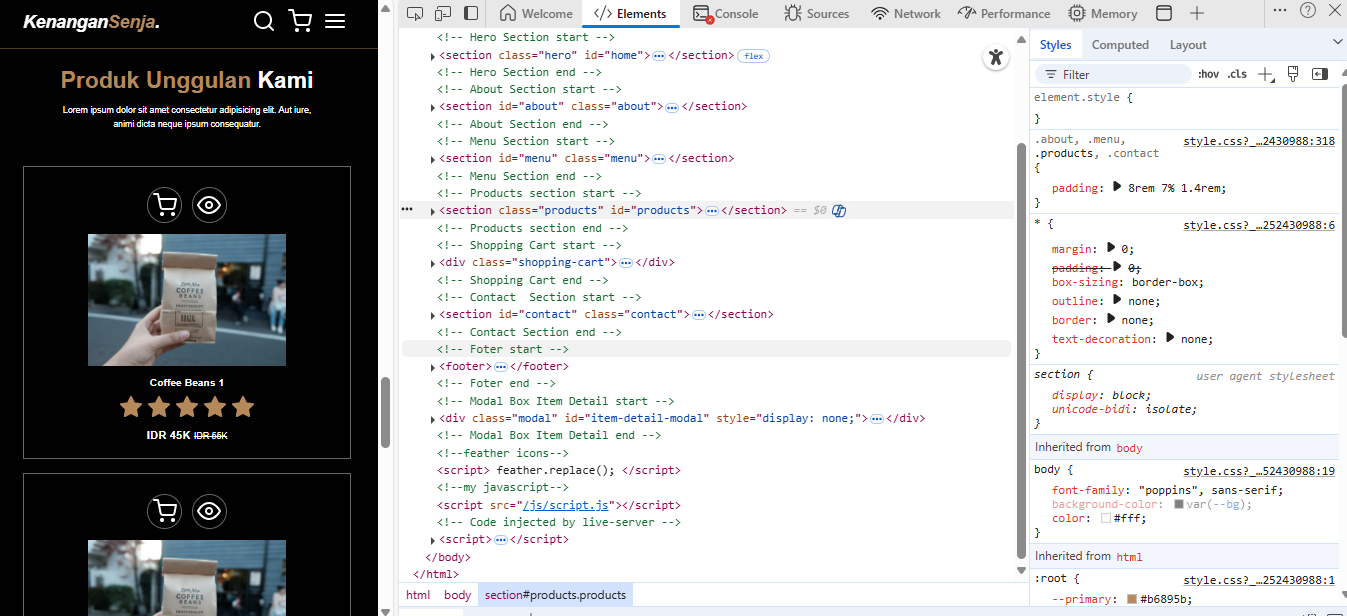 KenanganSenja.
Produk Unggulan Kami
Lorem ipsum dolor sit amet consectetur adipisicing elit. Aut iure,
animi dicta neque ipsum consequatur.
COFFEE
BEANS
BRAZIL
Coffee Beans 1
IDR 45K IDR 55K
Welcome
</> Elements
Console
Sources
Network
Performance
Memory
<!-- Hero Section start -->
<section class="hero" id="home">…</section> flex
<!-- Hero Section end -->
<!-- About Section start -->
<section id="about" class="about">…</section>
<!-- About Section end -->
<!-- Menu Section start -->
<section id="menu" class="menu">…</section>
<!-- Menu Section end -->
<!-- Products section start -->
<section class="products" id="products">…</section> == $0
<!-- Products section end -->
<!-- Shopping Cart start -->
<div class="shopping-cart">…</div>
<!-- Shopping Cart end -->
<!-- Contact  Section start -->
<section id="contact" class="contact">…</section>
<!-- Contact Section end -->
<!-- Foter start -->
<footer>…</footer>
<!-- Foter end -->
<!-- Modal Box Item Detail start -->
<div class="modal" id="item-detail-modal" style="display: none;">…</div>
<!-- Modal Box Item Detail end -->
<!--feather icons-->
<script> feather.replace(); </script>
<!--my javascript-->
<script src="/js/script.js"></script>
<!-- Code injected by live-server -->
<script>…</script>
</body>
</html>
html body section#products.products
Styles Computed Layout
Filter :hov .cls
element.style {
}
.about, .menu, style.css?_…2430988:318
.products, .contact
{
padding: 8rem 7% 1.4rem;
}
* { style.css?_…252430988:6
margin: 0;
padding: 0;
box-sizing: border-box;
outline: none;
border: none;
text-decoration: none;
}
section { user agent stylesheet
display: block;
unicode-bidi: isolate;
}
Inherited from body
body { style.css?_…52430988:19
font-family: "poppins", sans-serif;
background-color: var(--bg);
color: #fff;
}
Inherited from html
:root { style.css?_…252430988:1
--primary: #b6895b;